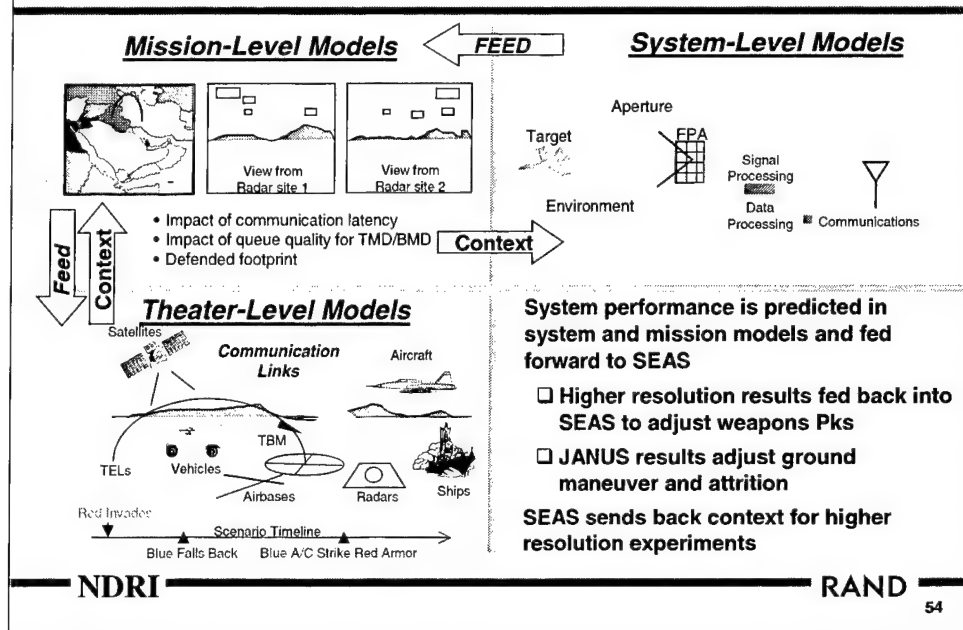 Mission-Level Models
FEED
System-Level Models
View from
Radar site 1
View from
Radar site 2
• Impact of communication latency
• Impact of queue quality for TMD/BMD
• Defended footprint
Feed
Context
Context
Target
Aperture
FPA
Environment
Signal
Processing
Data
Processing
Communications
Theater-Level Models
Satellites
Communication
Links
Aircraft
TBM
TELs
Vehicles
Airbases
Radars
Ships
Red Invades
Scenario Timeline
Blue Falls Back
Blue A/C Strike Red Armor
System performance is predicted in
system and mission models and fed
forward to SEAS
❑ Higher resolution results fed back into
SEAS to adjust weapons Pks
❑ JANUS results adjust ground
maneuver and attrition
SEAS sends back context for higher
resolution experiments
NDRI
RAND
54